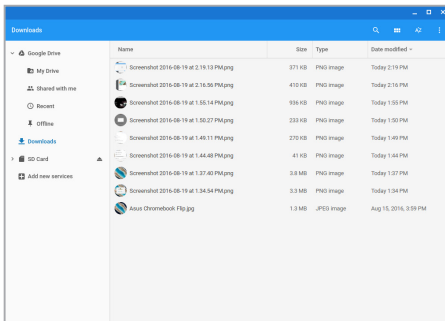 Downloads
AZ
Google Drive
My Drive
Shared with me
Recent
Offline
Downloads
SD Card
Add new services
Name Size Type Date modified
Screenshot 2016-08-19 at 2.19.13 PM.png 371 KB PNG image Today 2:19 PM
Screenshot 2016-08-19 at 2.16.56 PM.png 410 KB PNG image Today 2:16 PM
Screenshot 2016-08-19 at 1.55.14 PM.png 936 KB PNG image Today 1:55 PM
Screenshot 2016-08-19 at 1.50.27 PM.png 233 KB PNG image Today 1:50 PM
Screenshot 2016-08-19 at 1.49.11 PM.png 270 KB PNG image Today 1:49 PM
Screenshot 2016-08-19 at 1.44.48 PM.png 41 KB PNG image Today 1:44 PM
Screenshot 2016-08-19 at 1.37.40 PM.png 3.8 MB PNG image Today 1:37 PM
Screenshot 2016-08-19 at 1.34.54 PM.png 3.3 MB PNG image Today 1:34 PM
Asus Chromebook Flip.jpg 1.3 MB JPEG image Aug 15, 2016, 3:59 PM